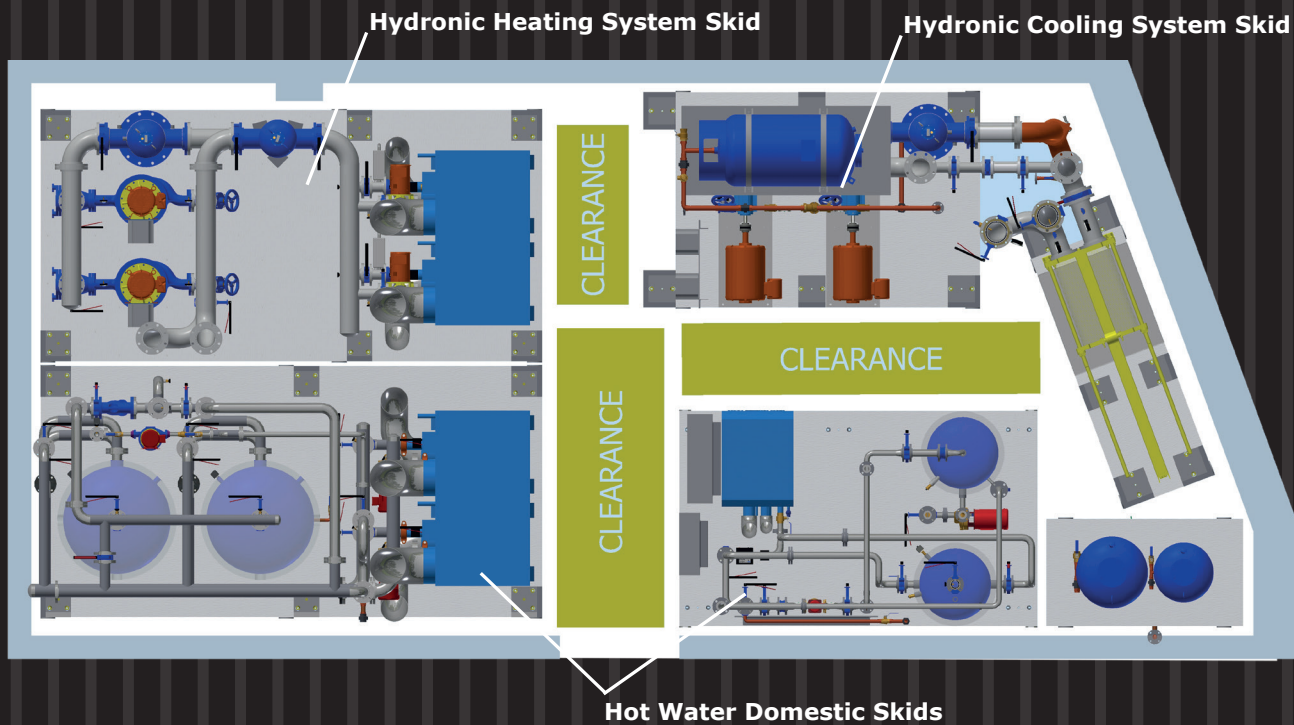 Hydronic Heating System Skid
Hydronic Cooling System Skid
CLEARANCE
CLEARANCE
CLEARANCE
Hot Water Domestic Skids